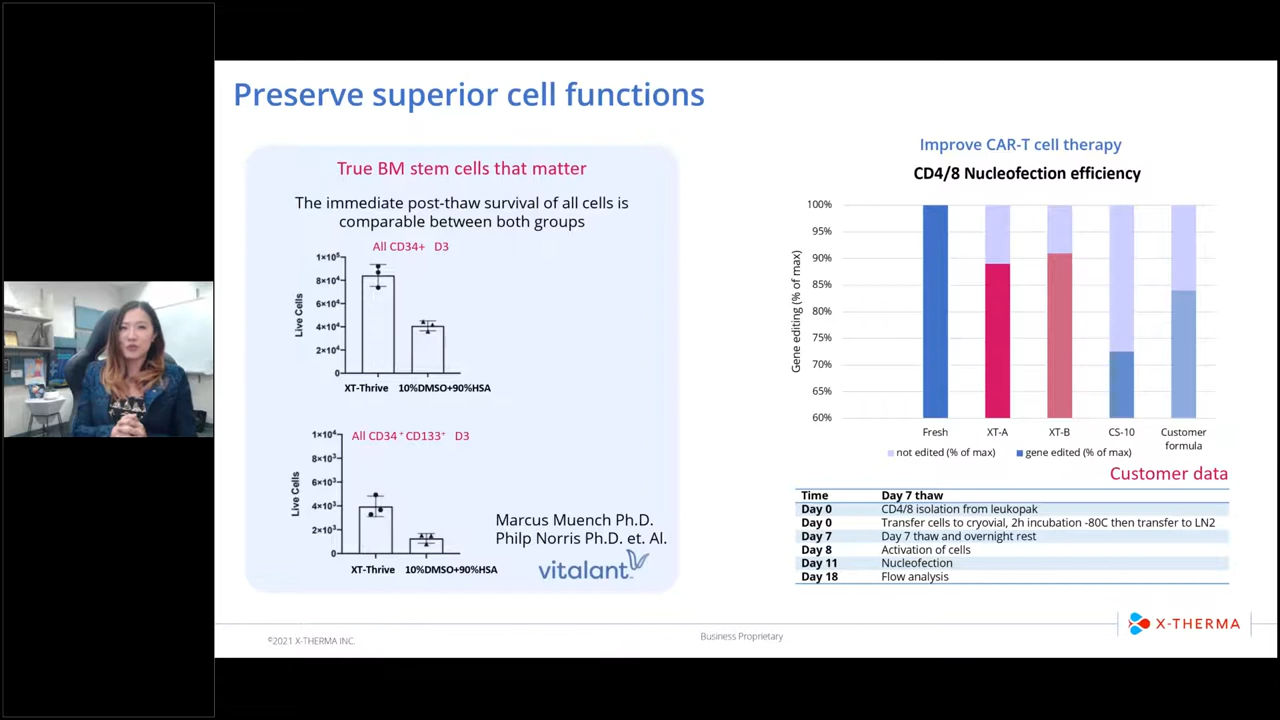 Preserve superior cell functions
True BM stem cells that matter
The immediate post-thaw survival of all cells is
comparable between both groups
All CD34+ D3
Live Cells
1×10⁵
8×10⁴
6×10⁴
4×10⁴
2×10⁴
0
XT-Thrive 10%DMSO+90%HSA
All CD34⁺CD133⁺ D3
Live Cells
1×10⁴
8×10³
6×10³
4×10³
2×10³
0
XT-Thrive 10%DMSO+90%HSA
Marcus Muench Ph.D.
Philp Norris Ph.D. et. Al.
vitalant
Improve CAR-T cell therapy
CD4/8 Nucleofection efficiency
Gene editing (% of max)
100%
95%
90%
85%
80%
75%
70%
65%
60%
Fresh XT-A XT-B CS-10 Customer
formula
not edited (% of max) gene edited (% of max)
Customer data
Time Day 7 thaw
Day 0 CD4/8 isolation from leukopak
Day 0 Transfer cells to cryovial, 2h incubation -80C then transfer to LN2
Day 7 Day 7 thaw and overnight rest
Day 8 Activation of cells
Day 11 Nucleofection
Day 18 Flow analysis
©2021 X-THERMA INC.
Business Proprietary
X-THERMA